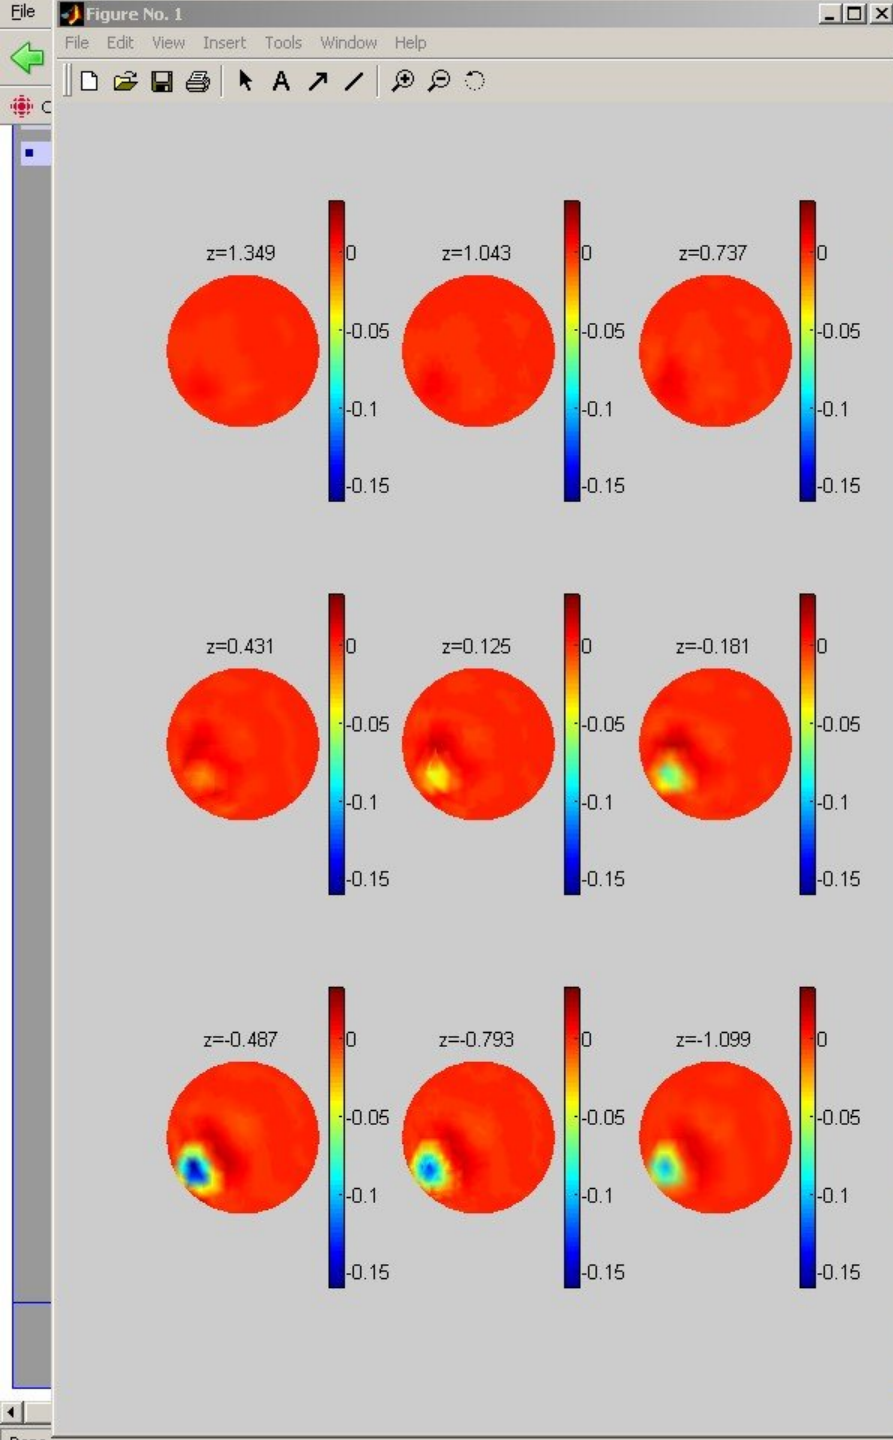 File
Figure No. 1
File Edit View Insert Tools Window Help
A
C
z=1.349
0
-0.05
-0.1
-0.15
z=1.043
0
-0.05
-0.1
-0.15
z=0.737
0
-0.05
-0.1
-0.15
z=0.431
0
-0.05
-0.1
-0.15
z=0.125
0
-0.05
-0.1
-0.15
z=-0.181
0
-0.05
-0.1
-0.15
z=-0.487
0
-0.05
-0.1
-0.15
z=-0.793
0
-0.05
-0.1
-0.15
z=-1.099
0
-0.05
-0.1
-0.15